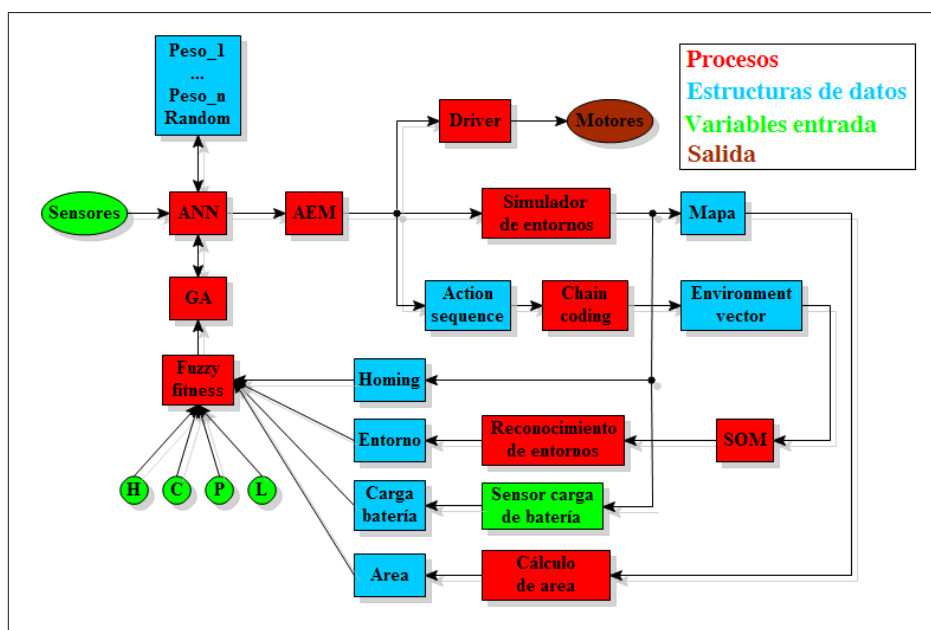 Peso_1
...
Peso_n
Random
Procesos
Estructuras de datos
Variables entrada
Salida
Driver
Motores
Sensores
ANN
AEM
Simulador
de entornos
Mapa
GA
Action
sequence
Chain
coding
Environment
vector
Fuzzy
fitness
Homing
Entorno
Reconocimiento
de entornos
SOM
H
C
P
L
Carga
batería
Sensor carga
de batería
Area
Cálculo
de area